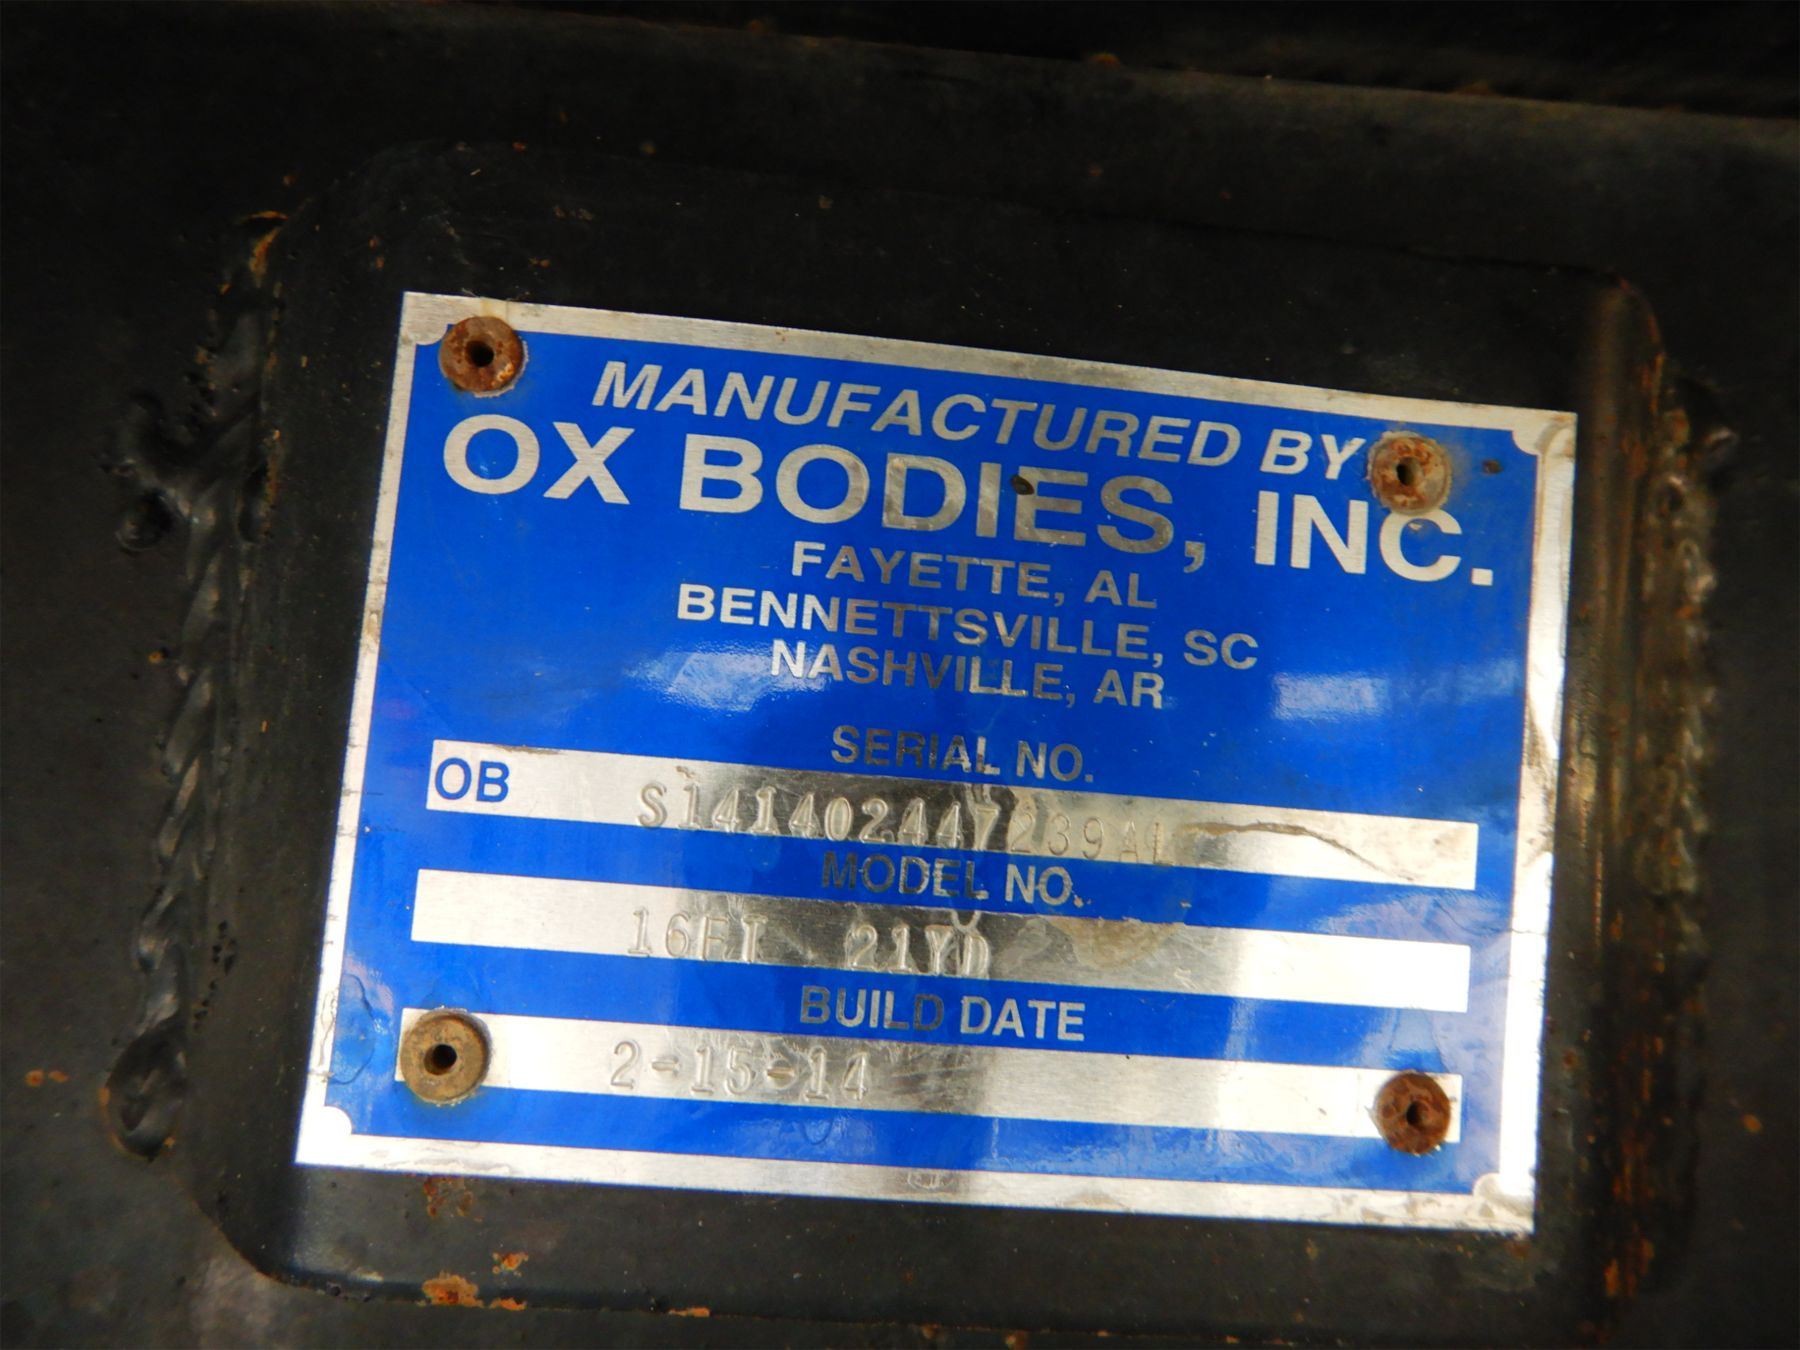 MANUFACTURED BY
OX BODIES, INC.
FAYETTE, AL
BENNETTSVILLE, SC
NASHVILLE, AR
SERIAL NO.
OB S141402447239AL
MODEL NO.
16FT 21YD
BUILD DATE
2-15-14